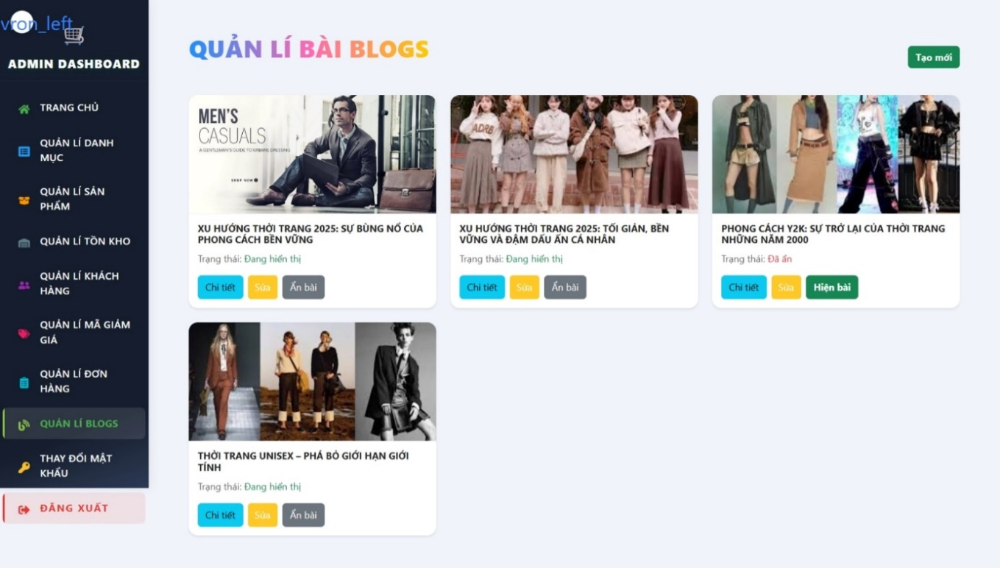 vron_left
ADMIN DASHBOARD
TRANG CHỦ
QUẢN LÍ DANH
MỤC
QUẢN LÍ SẢN
PHẨM
QUẢN LÍ TỒN KHO
QUẢN LÍ KHÁCH
HÀNG
QUẢN LÍ MÃ GIẢM
GIÁ
QUẢN LÍ ĐƠN
HÀNG
QUẢN LÍ BLOGS
THAY ĐỔI MẬT
KHẨU
ĐĂNG XUẤT
QUẢN LÍ BÀI BLOGS
Tạo mới
MEN'S
CASUALS
A GENTLEMAN'S GUIDE TO URBANE DRESSING
SHOP NOW
XU HƯỚNG THỜI TRANG 2025: SỰ BÙNG NỔ CỦA
PHONG CÁCH BỀN VỮNG
Trạng thái: Đang hiển thị
Chi tiết Sửa Ẩn bài
ADRB
XU HƯỚNG THỜI TRANG 2025: TỐI GIẢN, BỀN
VỮNG VÀ ĐẬM DẤU ẤN CÁ NHÂN
Trạng thái: Đang hiển thị
Chi tiết Sửa Ẩn bài
PHONG CÁCH Y2K: SỰ TRỞ LẠI CỦA THỜI TRANG
NHỮNG NĂM 2000
Trạng thái: Đã ẩn
Chi tiết Sửa Hiện bài
THỜI TRANG UNISEX – PHÁ BỎ GIỚI HẠN GIỚI
TÍNH
Trạng thái: Đang hiển thị
Chi tiết Sửa Ẩn bài